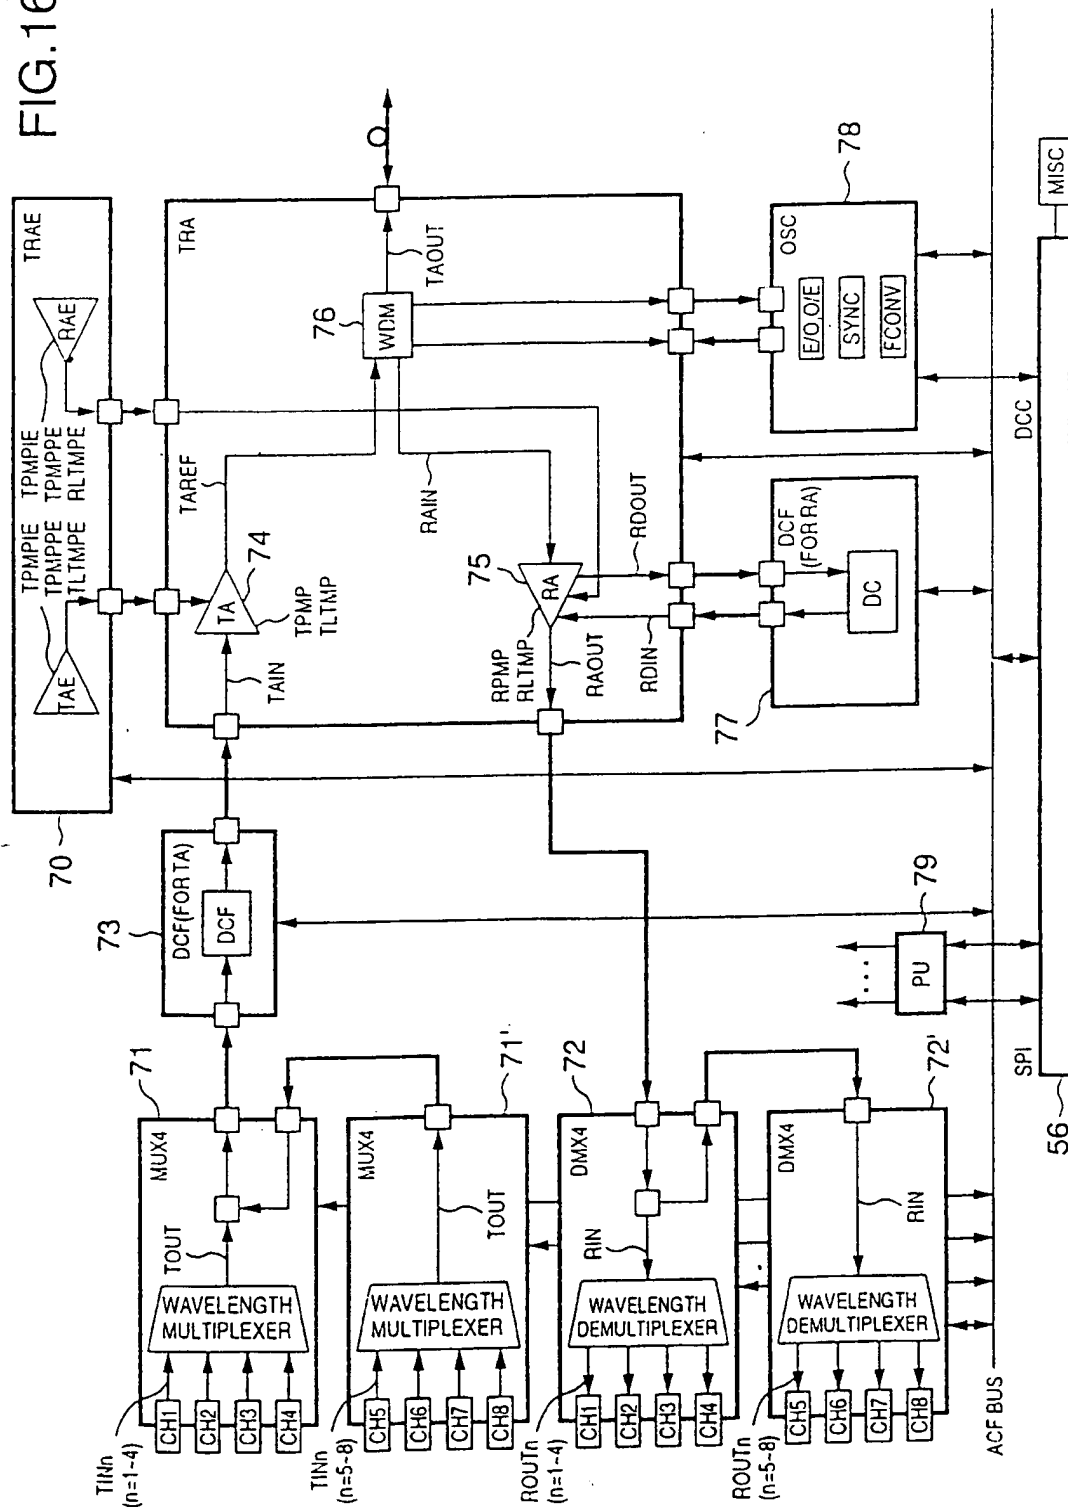 FIG.16
TRAE
TAE
TPMPIE
TPMPPE
TLTMPE
TPMPIE
TPMPPE
RLTMPE
RAE
70
TRA
TAIN
TA
74
TPMP
TLTMP
TAREF
WDM
76
TAOUT
RAIN
75
RA
RPMP
RLTMP
RAOUT
RDOUT
RDIN
73
DCF(FOR TA)
DCF
71
MUX4
TOUT
WAVELENGTH
MULTIPLEXER
TINn
(n=1~4)
CH1
CH2
CH3
CH4
71'
MUX4
TOUT
WAVELENGTH
MULTIPLEXER
TINn
(n=5~8)
CH5
CH6
CH7
CH8
72
DMX4
RIN
WAVELENGTH
DEMULTIPLEXER
ROUTn
(n=1~4)
CH1
CH2
CH3
CH4
72'
DMX4
RIN
WAVELENGTH
DEMULTIPLEXER
ROUTn
(n=5~8)
CH5
CH6
CH7
CH8
77
DCF
(FOR RA)
DC
78
OSC
E/O,O/E
SYNC
FCONV
79
PU
...
ACF BUS
SPI
DCC
MISC
56